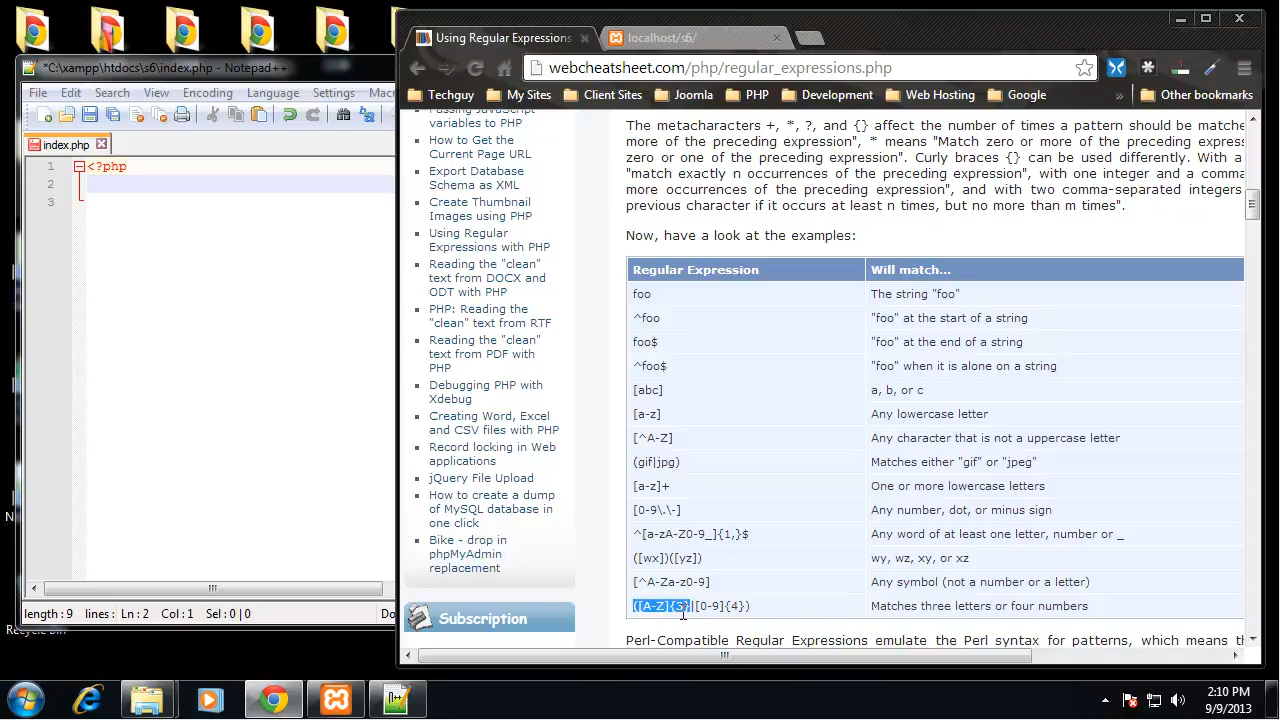 *C:\xampp\htdocs\s6\index.php - Notepad++
File Edit Search View Encoding Language Settings
index.php
1 <?php
2
3
length : 9 lines : Ln : 2 Col : 1 Sel : 0 | 0
Recycle Bin
Using Regular Expressions
localhost/s6/
webcheatsheet.com/php/regular_expressions.php
Techguy My Sites Client Sites Joomla PHP Development Web Hosting Google » Other bookmarks
variables to PHP
How to Get the
Current Page URL
Export Database
Schema as XML
Create Thumbnail
Images using PHP
Using Regular
Expressions with PHP
Reading the "clean"
text from DOCX and
ODT with PHP
PHP: Reading the
"clean" text from RTF
Reading the "clean"
text from PDF with
PHP
Debugging PHP with
Xdebug
Creating Word, Excel
and CSV files with PHP
Record locking in Web
applications
jQuery File Upload
How to create a dump
of MySQL database in
one click
Bike - drop in
phpMyAdmin
replacement
Subscription
The metacharacters +, *, ?, and {} affect the number of times a pattern should be matche
more of the preceding expression", * means "Match zero or more of the preceding express
zero or one of the preceding expression". Curly braces {} can be used differently. With a
"match exactly n occurrences of the preceding expression", with one integer and a comma
more occurrences of the preceding expression", and with two comma-separated integers
previous character if it occurs at least n times, but no more than m times".
Now, have a look at the examples:
Regular Expression Will match...
foo The string "foo"
^foo "foo" at the start of a string
foo$ "foo" at the end of a string
^foo$ "foo" when it is alone on a string
[abc] a, b, or c
[a-z] Any lowercase letter
[^A-Z] Any character that is not a uppercase letter
(gif|jpg) Matches either "gif" or "jpeg"
[a-z]+ One or more lowercase letters
[0-9\.\-] Any number, dot, or minus sign
^[a-zA-Z0-9_]{1,}$ Any word of at least one letter, number or _
([wx])([yz]) wy, wz, xy, or xz
[^A-Za-z0-9] Any symbol (not a number or a letter)
([A-Z]{3}|[0-9]{4}) Matches three letters or four numbers
Perl-Compatible Regular Expressions emulate the Perl syntax for patterns, which means
2:10 PM
9/9/2013